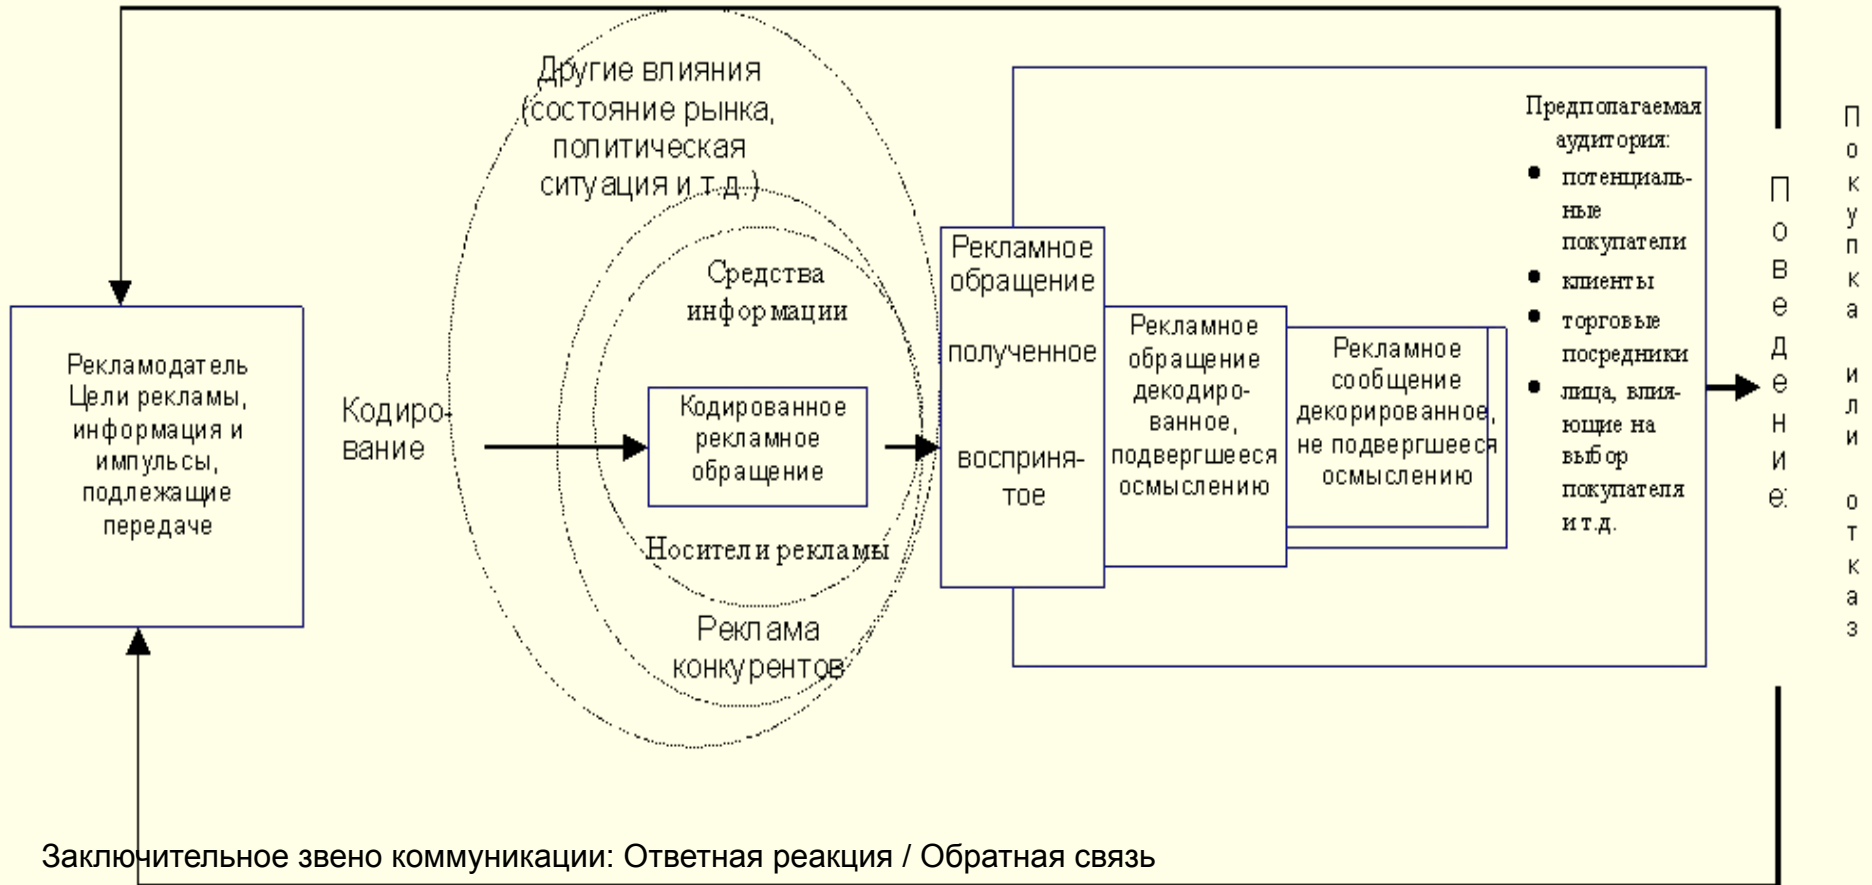 Другие влияния
(состояние рынка,
политическая
ситуация и т.д.)
Рекламодатель
Цели рекламы,
информация и
импульсы,
подлежащие
передаче
Кодиро-
вание
Средства
информации
Кодированное
рекламное
обращение
Носители рекламы
Реклама
конкурентов
Рекламное
обращение
полученное
восприня-
тое
Рекламное
обращение
декодиро-
ванное,
подвергшееся
осмыслению
Рекламное
сообщение
декорированное,
не подвергшееся
осмыслению
Предполагаемая
аудитория:
● потенциаль-
ные
покупатели
● клиенты
● торговые
посредники
● лица, влия-
ющие на
выбор
покупателя
и т.д.
Поведение:
Покупка или отказ
Заключительное звено коммуникации: Ответная реакция / Обратная связь